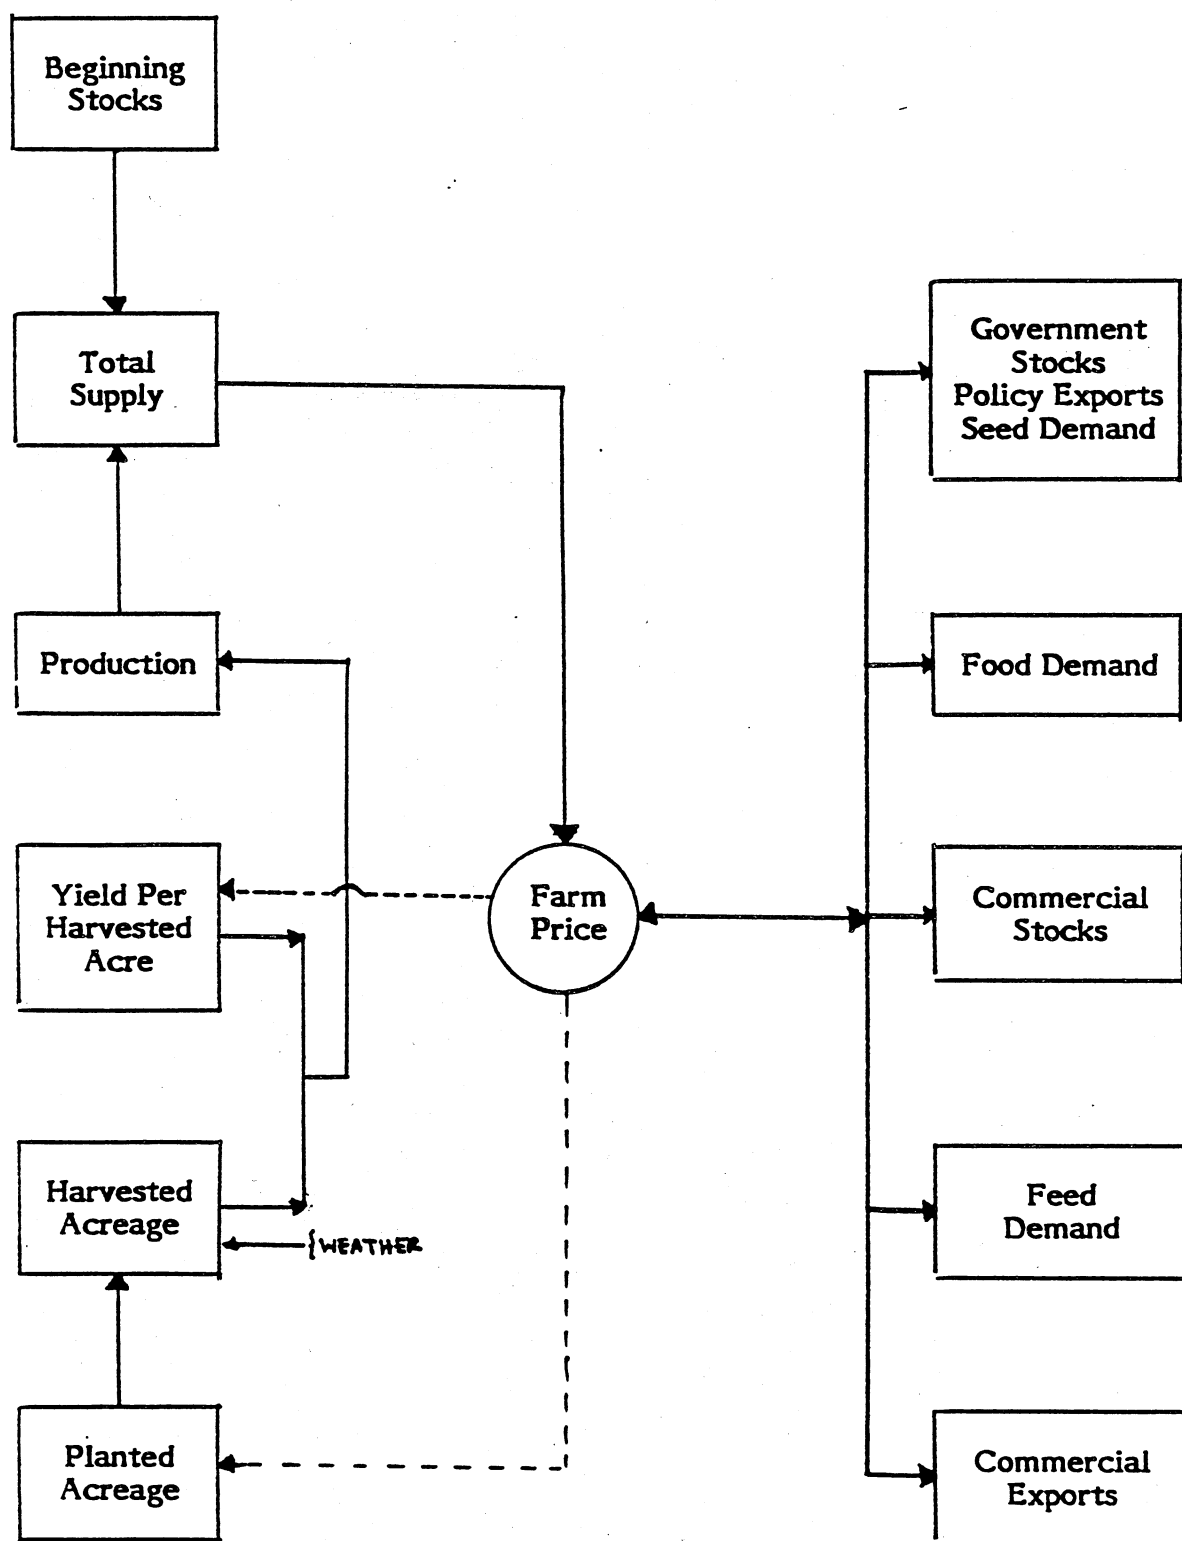 Beginning
Stocks
Total
Supply
Government
Stocks
Policy Exports
Seed Demand
Production
Food Demand
Yield Per
Harvested
Acre
Farm
Price
Commercial
Stocks
Harvested
Acreage
{WEATHER
Feed
Demand
Planted
Acreage
Commercial
Exports